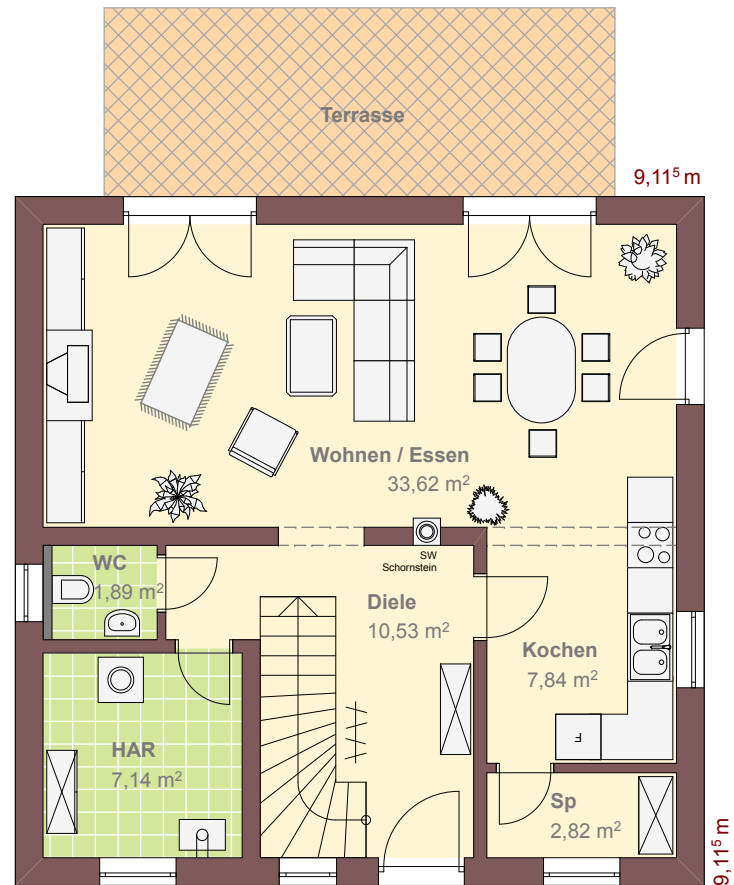 Terrasse
9,11⁵ m
Wohnen / Essen
33,62 m²
SW
Schornstein
WC
1,89 m²
Diele
10,53 m²
Kochen
7,84 m²
F
HAR
7,14 m²
Sp
2,82 m²
9,11⁵ m